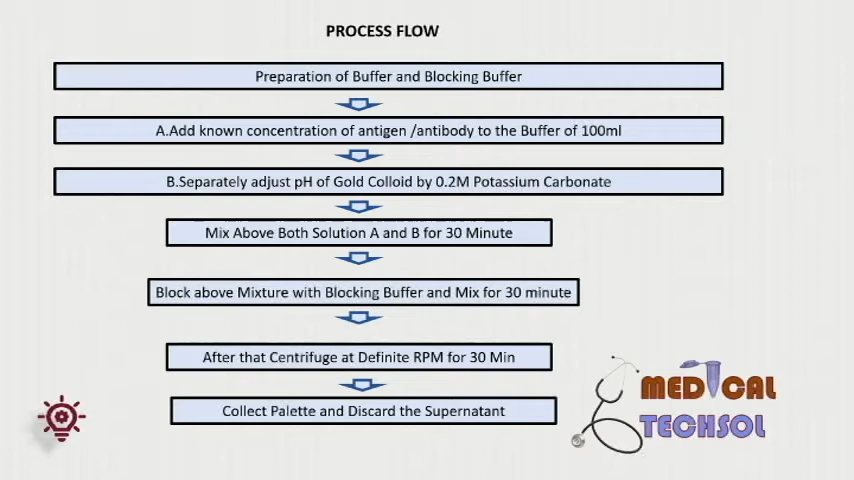 PROCESS FLOW
Preparation of Buffer and Blocking Buffer
A.Add known concentration of antigen /antibody to the Buffer of 100ml
B.Separately adjust pH of Gold Colloid by 0.2M Potassium Carbonate
Mix Above Both Solution A and B for 30 Minute
Block above Mixture with Blocking Buffer and Mix for 30 minute
After that Centrifuge at Definite RPM for 30 Min
Collect Palette and Discard the Supernatant
MEDICAL
TECHSOL